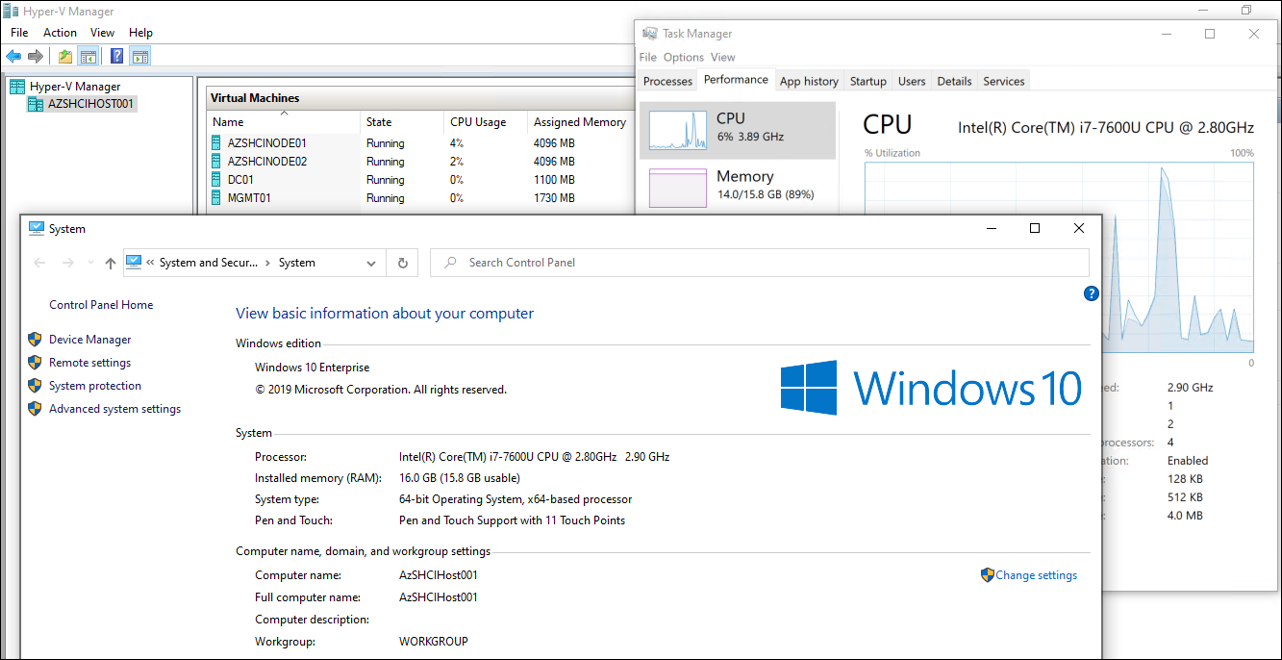 Hyper-V Manager
File Action View Help
Hyper-V Manager
AZSHCIHOST001
Virtual Machines
Name State CPU Usage Assigned Memory
AZSHCINODE01 Running 4% 4096 MB
AZSHCINODE02 Running 2% 4096 MB
DC01 Running 0% 1100 MB
MGMT01 Running 0% 1730 MB
Task Manager
File Options View
Processes Performance App history Startup Users Details Services
CPU
6% 3.89 GHz
Memory
14.0/15.8 GB (89%)
CPU Intel(R) Core(TM) i7-7600U CPU @ 2.80GHz
% Utilization 100%
0
2.90 GHz
1
2
4
Enabled
128 KB
512 KB
4.0 MB
System
« System and Secur... › System
Search Control Panel
Control Panel Home
Device Manager
Remote settings
System protection
Advanced system settings
View basic information about your computer
Windows edition
Windows 10 Enterprise
© 2019 Microsoft Corporation. All rights reserved.
Windows 10
System
Processor: Intel(R) Core(TM) i7-7600U CPU @ 2.80GHz 2.90 GHz
Installed memory (RAM): 16.0 GB (15.8 GB usable)
System type: 64-bit Operating System, x64-based processor
Pen and Touch: Pen and Touch Support with 11 Touch Points
Computer name, domain, and workgroup settings
Computer name: AzSHCIHost001
Change settings
Full computer name: AzSHCIHost001
Computer description:
Workgroup: WORKGROUP